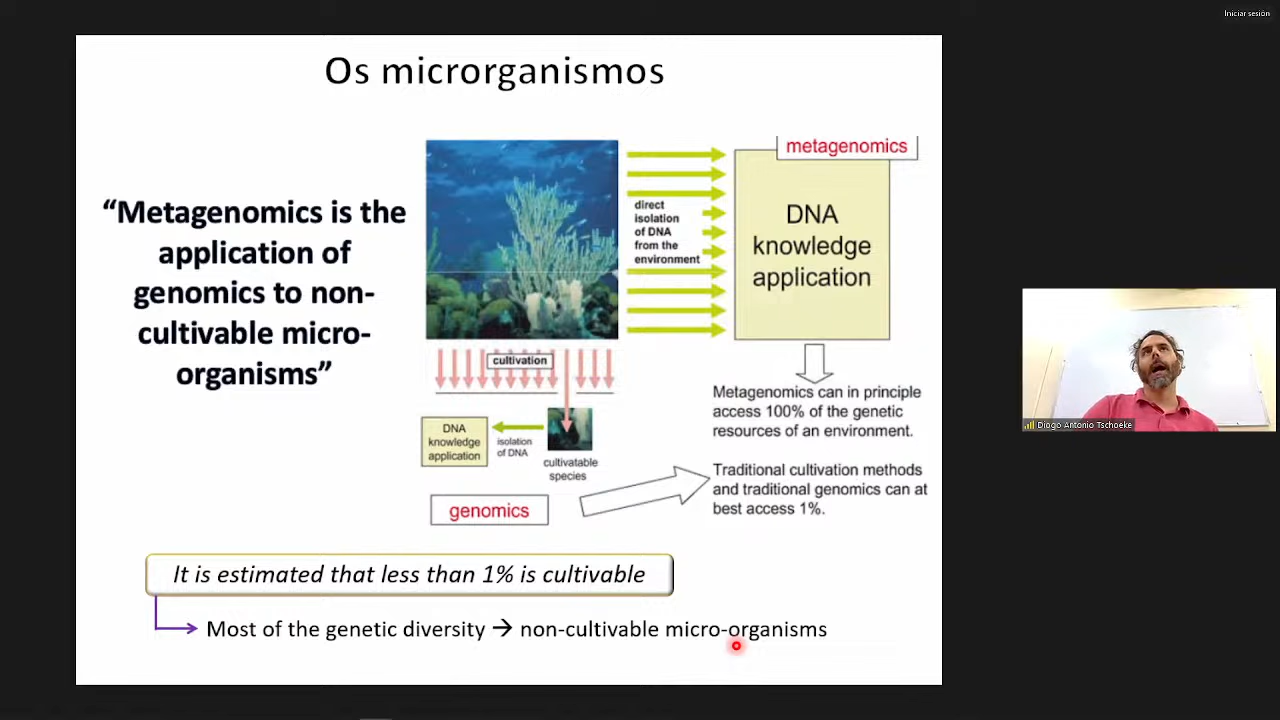 Iniciar sesión
Os microrganismos
“Metagenomics is the
application of
genomics to non-
cultivable micro-
organisms”
direct
isolation
of DNA
from the
environment
metagenomics
DNA
knowledge
application
cultivation
DNA
knowledge
application
isolation
of DNA
cultivatable
species
genomics
Metagenomics can in principle
access 100% of the genetic
resources of an environment.
Traditional cultivation methods
and traditional genomics can at
best access 1%.
It is estimated that less than 1% is cultivable
Most of the genetic diversity → non-cultivable micro-organisms
Diogo Antonio Tschoeke